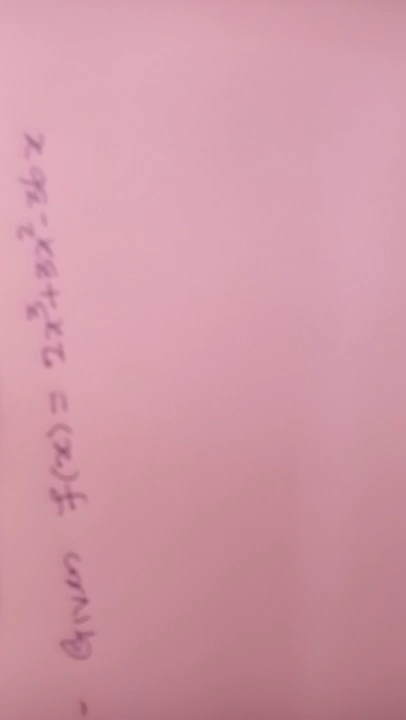 - Given f(x) = 2x³+3x²-36x